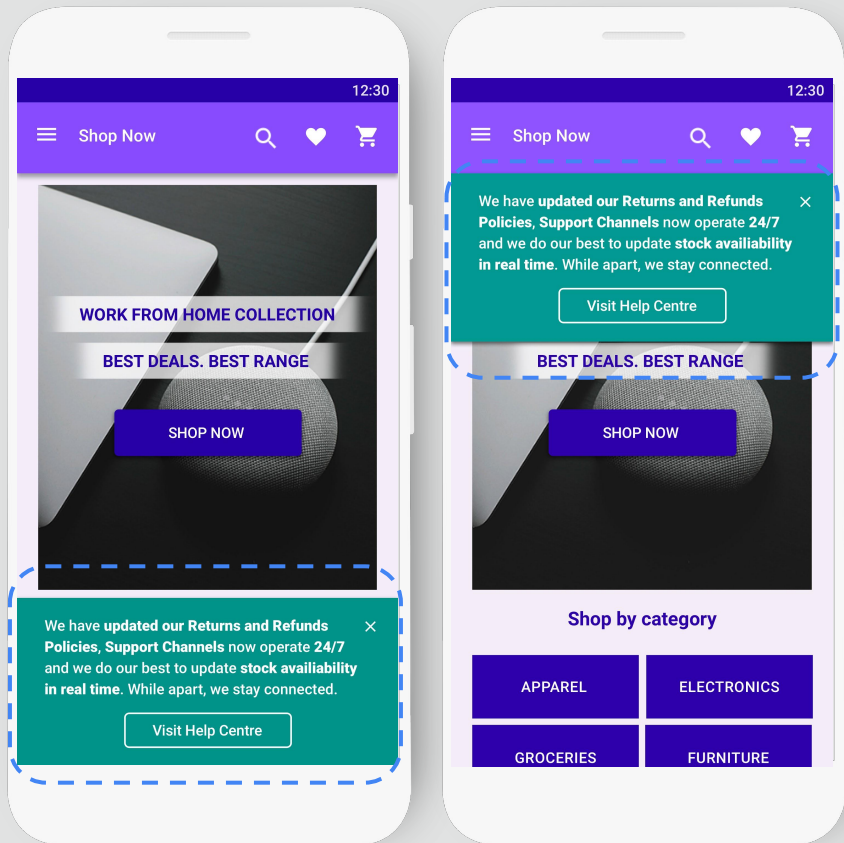 12:30
Shop Now
WORK FROM HOME COLLECTION
BEST DEALS. BEST RANGE
SHOP NOW
We have updated our Returns and Refunds
Policies, Support Channels now operate 24/7
and we do our best to update stock availiability
in real time. While apart, we stay connected.
Visit Help Centre
12:30
Shop Now
We have updated our Returns and Refunds
Policies, Support Channels now operate 24/7
and we do our best to update stock availiability
in real time. While apart, we stay connected.
Visit Help Centre
BEST DEALS. BEST RANGE
SHOP NOW
Shop by category
APPAREL
ELECTRONICS
GROCERIES
FURNITURE